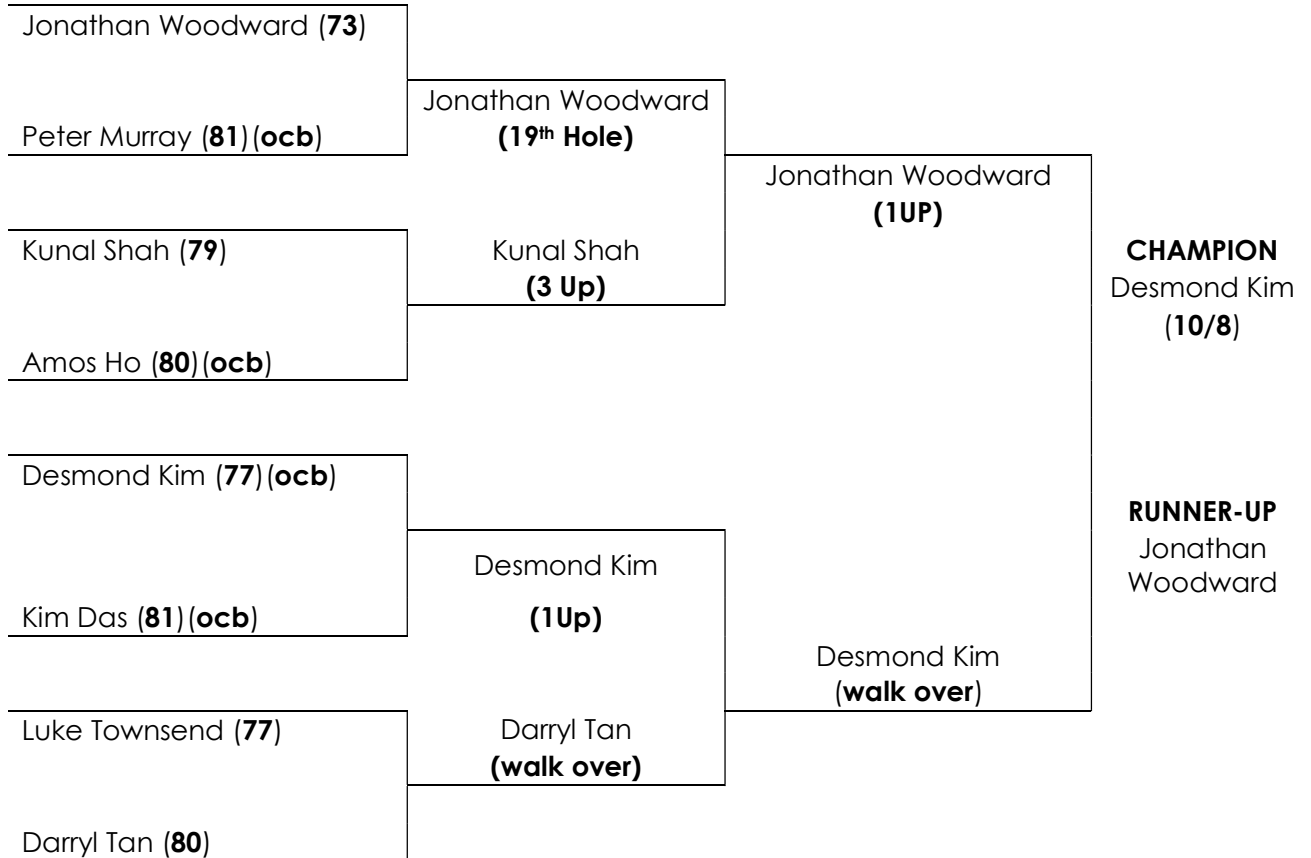 Jonathan Woodward (73)
Peter Murray (81)(ocb)
Kunal Shah (79)
Amos Ho (80)(ocb)
Desmond Kim (77)(ocb)
Kim Das (81)(ocb)
Luke Townsend (77)
Darryl Tan (80)
Jonathan Woodward
(19th Hole)
Kunal Shah
(3 Up)
Desmond Kim
(1Up)
Darryl Tan
(walk over)
Jonathan Woodward
(1UP)
Desmond Kim
(walk over)
CHAMPION
Desmond Kim
(10/8)
RUNNER-UP
Jonathan
Woodward